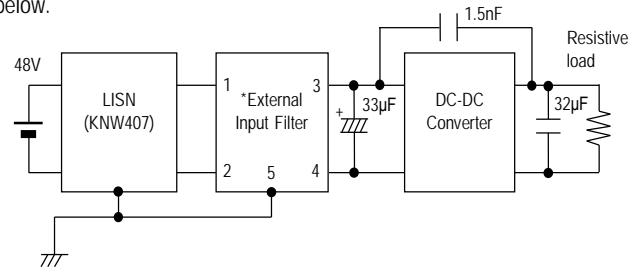 below.
1.5nF
Resistive
load
48V
LISN
(KNW407)
1
2
*External
Input Filter
5
3
4
+
33µF
DC-DC
Converter
32µF